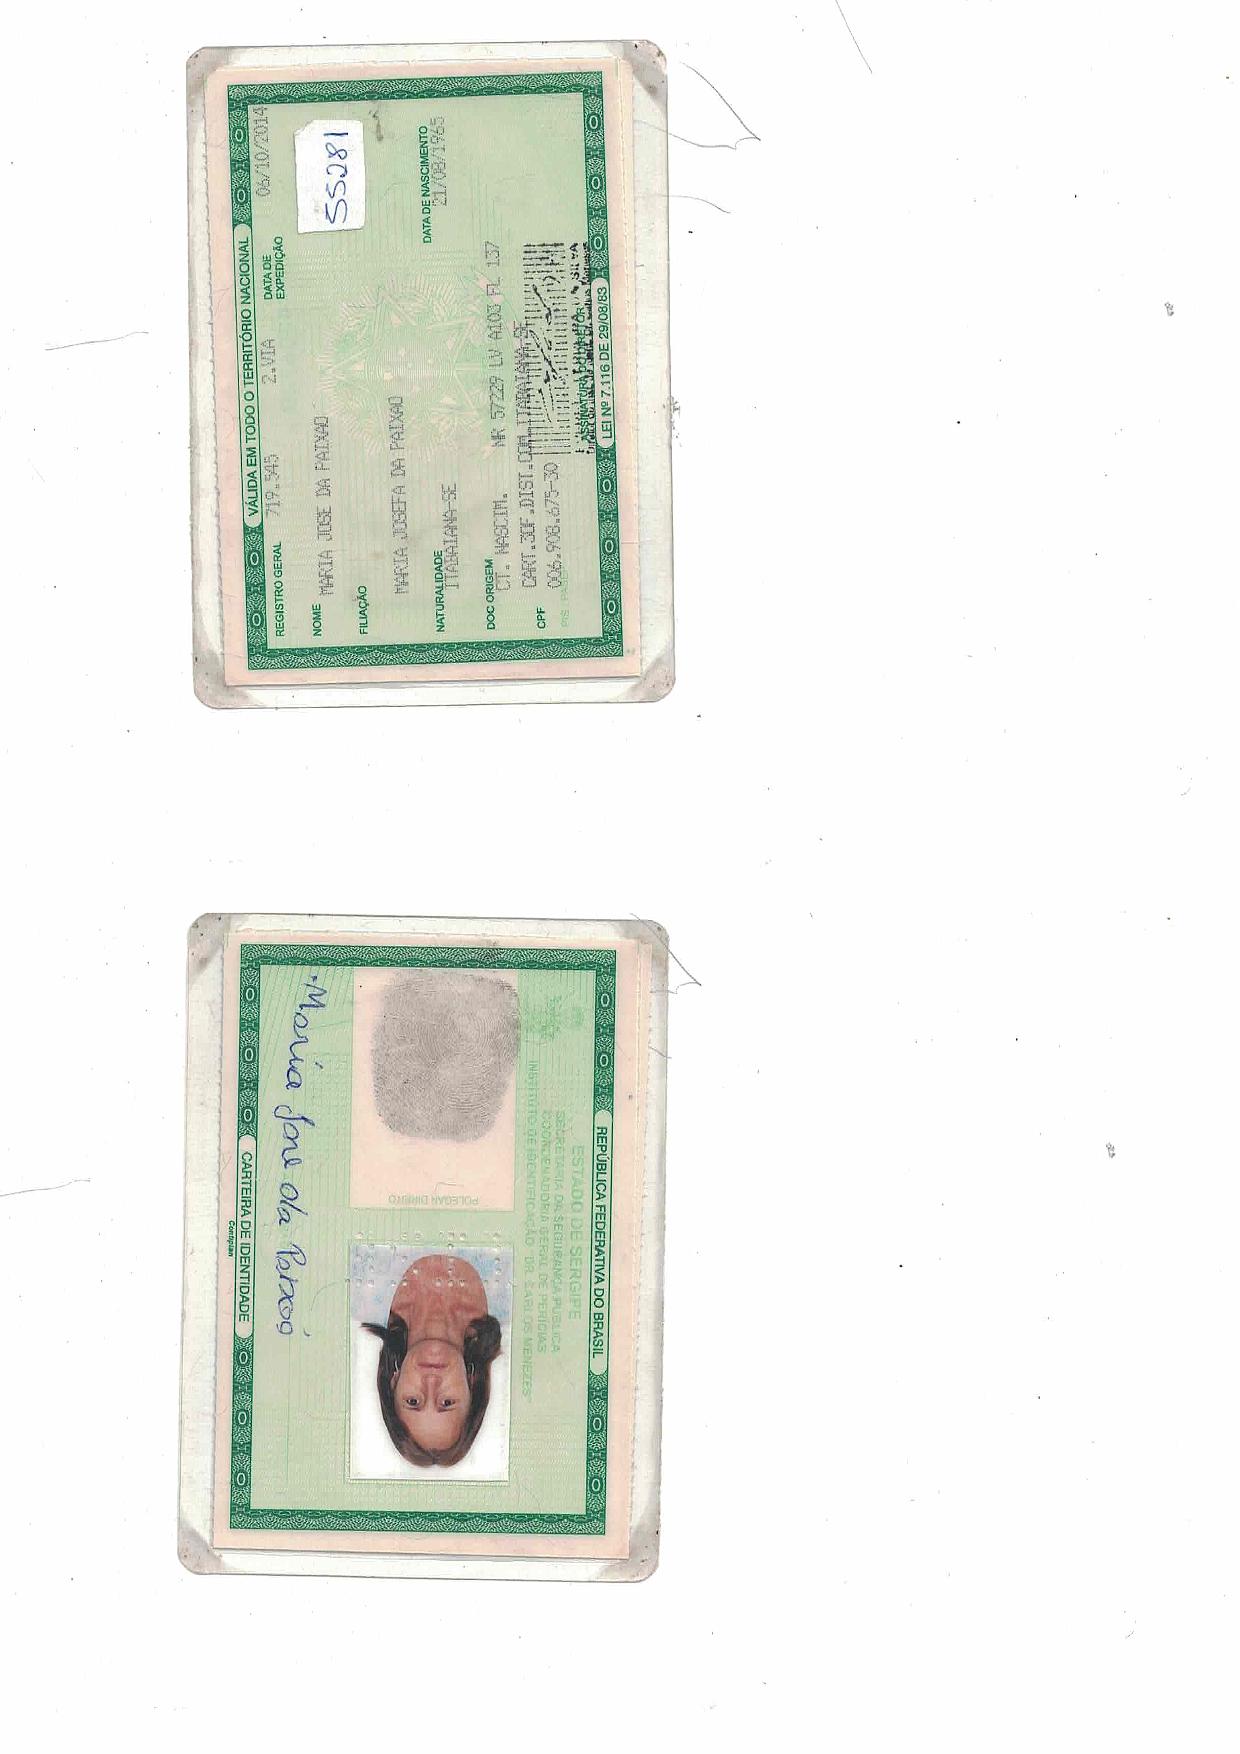 VÁLIDA EM TODO O TERRITÓRIO NACIONAL
REGISTRO GERAL 719.545 2.VIA DATA DE EXPEDIÇÃO 06/10/2014
NOME MARIA JOSE DA PAIXAO
55281
FILIAÇÃO
MARIA JOSEFA DA PAIXAO
NATURALIDADE DATA DE NASCIMENTO
ITABAIANA-SE 21/08/1965
DOC ORIGEM CT. NASCIM. NR 57229 LV A103 FL 137
CART.3OF.DIST.COM ITABAIANA-SE
CPF 006.908.675-30
ASSINATURA DO DIRETOR
LEI Nº 7.116 DE 29/08/83
REPÚBLICA FEDERATIVA DO BRASIL
ESTADO DE SERGIPE
SECRETARIA DA SEGURANÇA PÚBLICA
COORDENADORIA GERAL DE PERÍCIAS
INSTITUTO DE IDENTIFICAÇÃO "DR. CARLOS MENEZES"
POLEGAR DIREITO
Maria José da Paixão
CARTEIRA DE IDENTIDADE